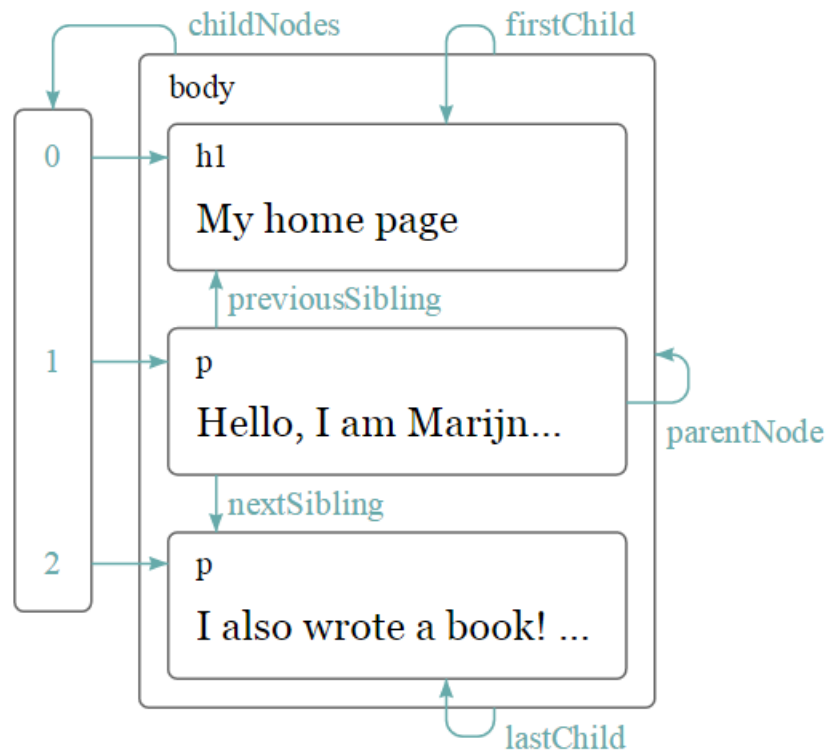 childNodes
firstChild
body
0
h1
My home page
previousSibling
1
p
Hello, I am Marijn...
parentNode
nextSibling
2
p
I also wrote a book! ...
lastChild